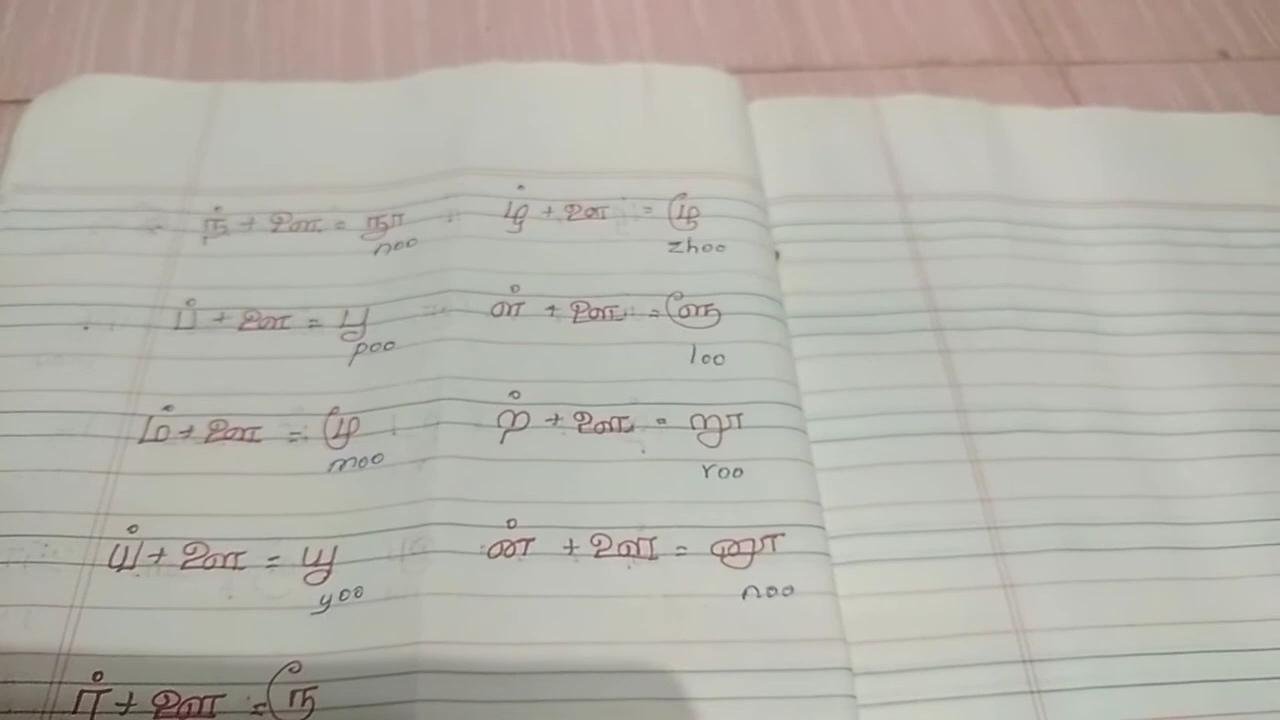 ந் + ஊ = நூ
noo
ப் + ஊ = பூ
poo
ம் + ஊ = மூ
moo
ய் + ஊ = யூ
yoo
ர் + ஊ = ரூ
ழ் + ஊ = ழூ
zhoo
ள் + ஊ = ளூ
loo
ற் + ஊ = றூ
roo
ன் + ஊ = னூ
noo